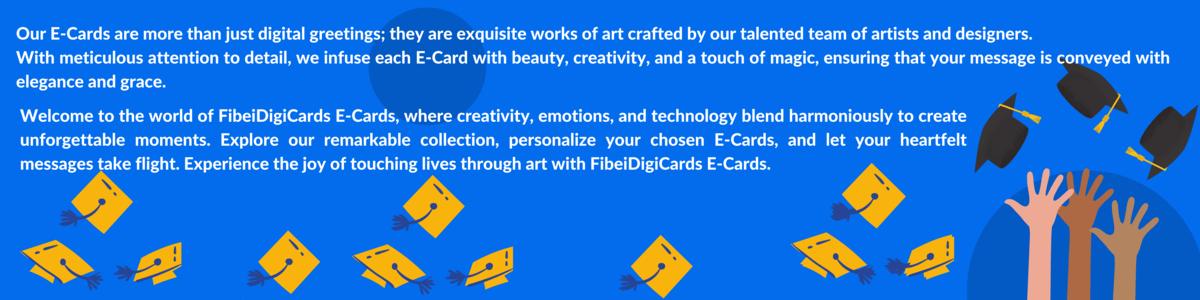 Our E-Cards are more than just digital greetings; they are exquisite works of art crafted by our talented team of artists and designers.
With meticulous attention to detail, we infuse each E-Card with beauty, creativity, and a touch of magic, ensuring that your message is conveyed with
elegance and grace.
Welcome to the world of FibeiDigiCards E-Cards, where creativity, emotions, and technology blend harmoniously to create
unforgettable moments. Explore our remarkable collection, personalize your chosen E-Cards, and let your heartfelt
messages take flight. Experience the joy of touching lives through art with FibeiDigiCards E-Cards.